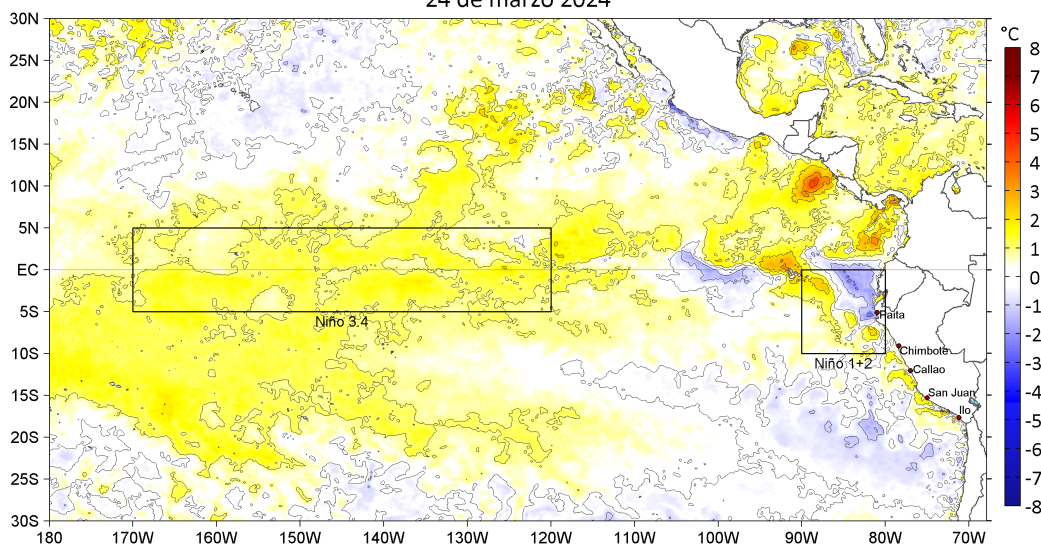 24 de marzo 2024
30N
25N
20N
15N
10N
5N
EC
5S
10S
15S
20S
25S
30S
180
170W
160W
150W
140W
130W
120W
110W
100W
90W
80W
70W
Niño 3.4
Niño 1+2
Paita
Chimbote
Callao
San Juan
Ilo
°C
8
7
6
5
4
3
2
1
0
-1
-2
-3
-4
-5
-6
-7
-8